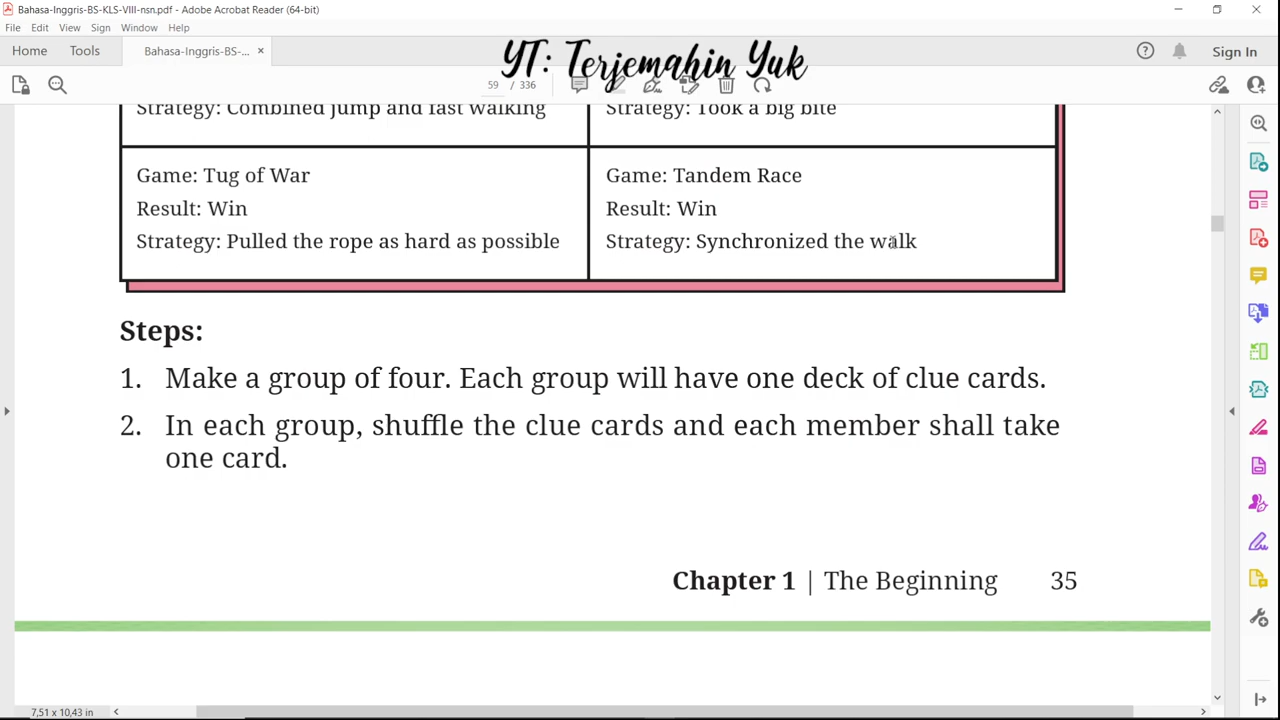 Bahasa-Inggris-BS-KLS-VIII-nsn.pdf - Adobe Acrobat Reader (64-bit)
File Edit View Sign Window Help
Home Tools Bahasa-Inggris-BS-... × Sign In
YT: Terjemahin Yuk
59 / 336
Strategy: Combined jump and fast walking
Strategy: Took a big bite
Game: Tug of War
Result: Win
Strategy: Pulled the rope as hard as possible
Game: Tandem Race
Result: Win
Strategy: Synchronized the walk
Steps:
1. Make a group of four. Each group will have one deck of clue cards.
2. In each group, shuffle the clue cards and each member shall take
one card.
Chapter 1 | The Beginning 35
7,51 x 10,43 in